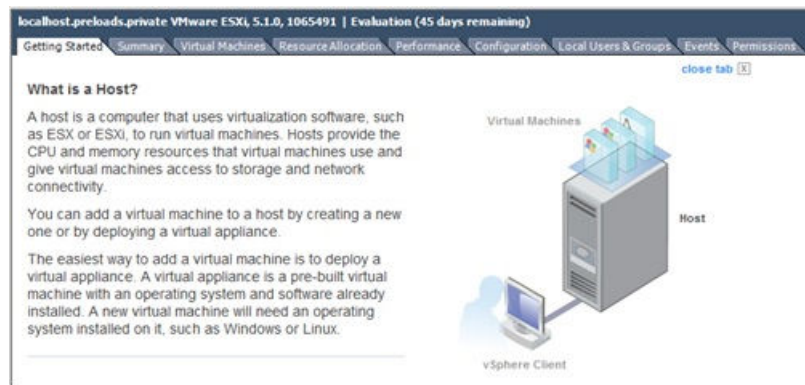 localhost.preloads.private VMware ESXi, 5.1.0, 1065491 | Evaluation (45 days remaining)
Getting Started Summary Virtual Machines Resource Allocation Performance Configuration Local Users & Groups Events Permissions
close tab X
What is a Host?
A host is a computer that uses virtualization software, such
as ESX or ESXi, to run virtual machines. Hosts provide the
CPU and memory resources that virtual machines use and
give virtual machines access to storage and network
connectivity.
You can add a virtual machine to a host by creating a new
one or by deploying a virtual appliance.
The easiest way to add a virtual machine is to deploy a
virtual appliance. A virtual appliance is a pre-built virtual
machine with an operating system and software already
installed. A new virtual machine will need an operating
system installed on it, such as Windows or Linux.
Virtual Machines
Host
vSphere Client